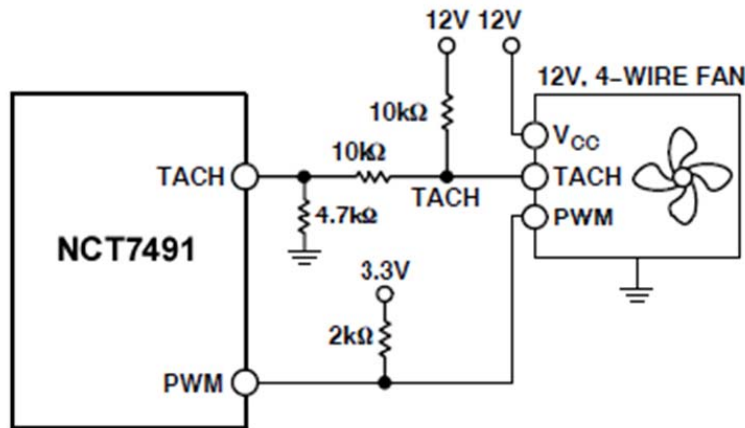 12V 12V
12V, 4-WIRE FAN
10kΩ
VCC
10kΩ
TACH
TACH
TACH
4.7kΩ
PWM
NCT7491
3.3V
2kΩ
PWM